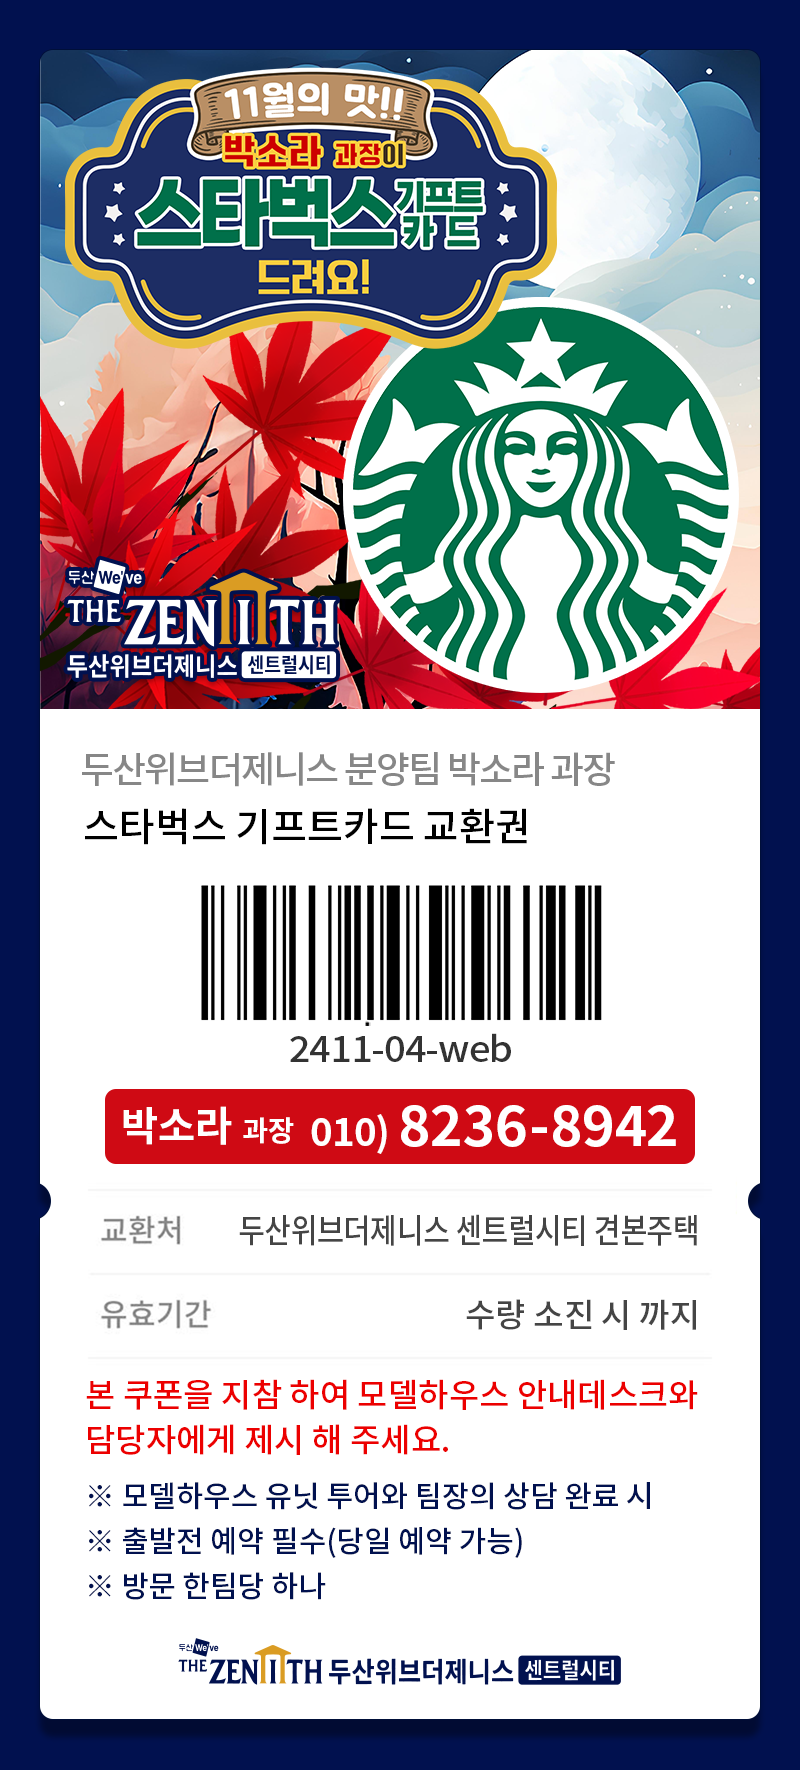 11월의 맛!!
박소라 과장이
스타벅스 기프트 카드
드려요!
두산 We've
THE ZENITH
두산위브더제니스 센트럴시티
두산위브더제니스 분양팀 박소라 과장
스타벅스 기프트카드 교환권
2411-04-web
박소라 과장 010) 8236-8942
교환처 두산위브더제니스 센트럴시티 견본주택
유효기간 수량 소진 시 까지
본 쿠폰을 지참 하여 모델하우스 안내데스크와
담당자에게 제시 해 주세요.
※ 모델하우스 유닛 투어와 팀장의 상담 완료 시
※ 출발전 예약 필수(당일 예약 가능)
※ 방문 한팀당 하나
두산 We've
THE ZENITH 두산위브더제니스 센트럴시티